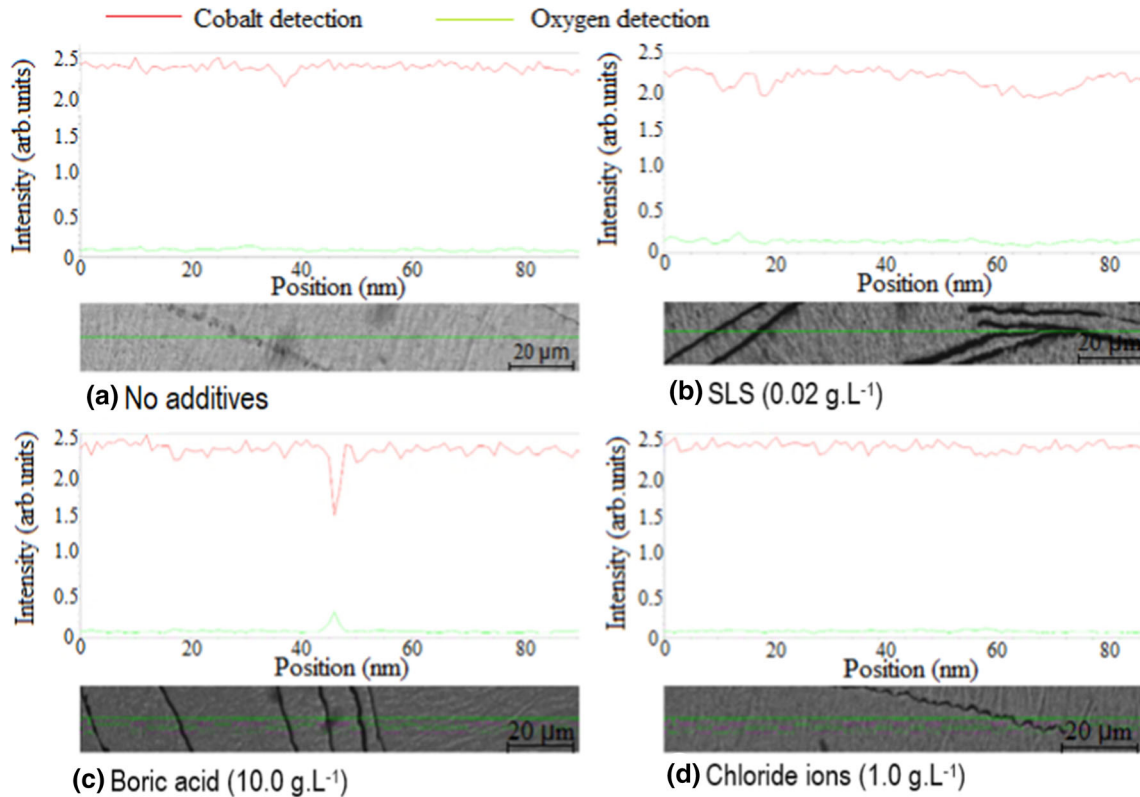 Cobalt detection Oxygen detection
Intensity (arb.units)
2.5
2.0
1.5
1.0
0.5
0
0 20 40 60 80
Position (nm)
20 µm
(a) No additives
Intensity (arb.units)
2.5
2.0
1.5
1.0
0.5
0
0 20 40 60 80
Position (nm)
20 µm
(b) SLS (0.02 g.L-1)
Intensity (arb.units)
2.5
2.0
1.5
1.0
0.5
0
0 20 40 60 80
Position (nm)
20 µm
(c) Boric acid (10.0 g.L-1)
Intensity (arb.units)
2.5
2.0
1.5
1.0
0.5
0
0 20 40 60 80
Position (nm)
20 µm
(d) Chloride ions (1.0 g.L-1)